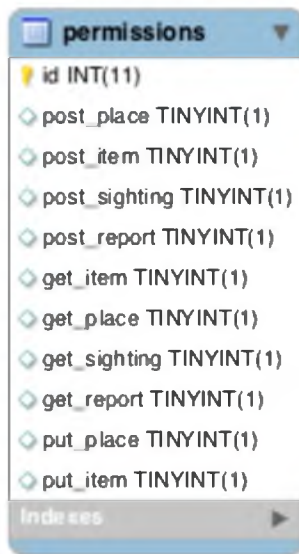 permissions
id INT(11)
post_place TINYINT(1)
post_item TINYINT(1)
post_sighting TINYINT(1)
post_report TINYINT(1)
get_item TINYINT(1)
get_place TINYINT(1)
get_sighting TINYINT(1)
get_report TINYINT(1)
put_place TINYINT(1)
put_item TINYINT(1)
Indexes